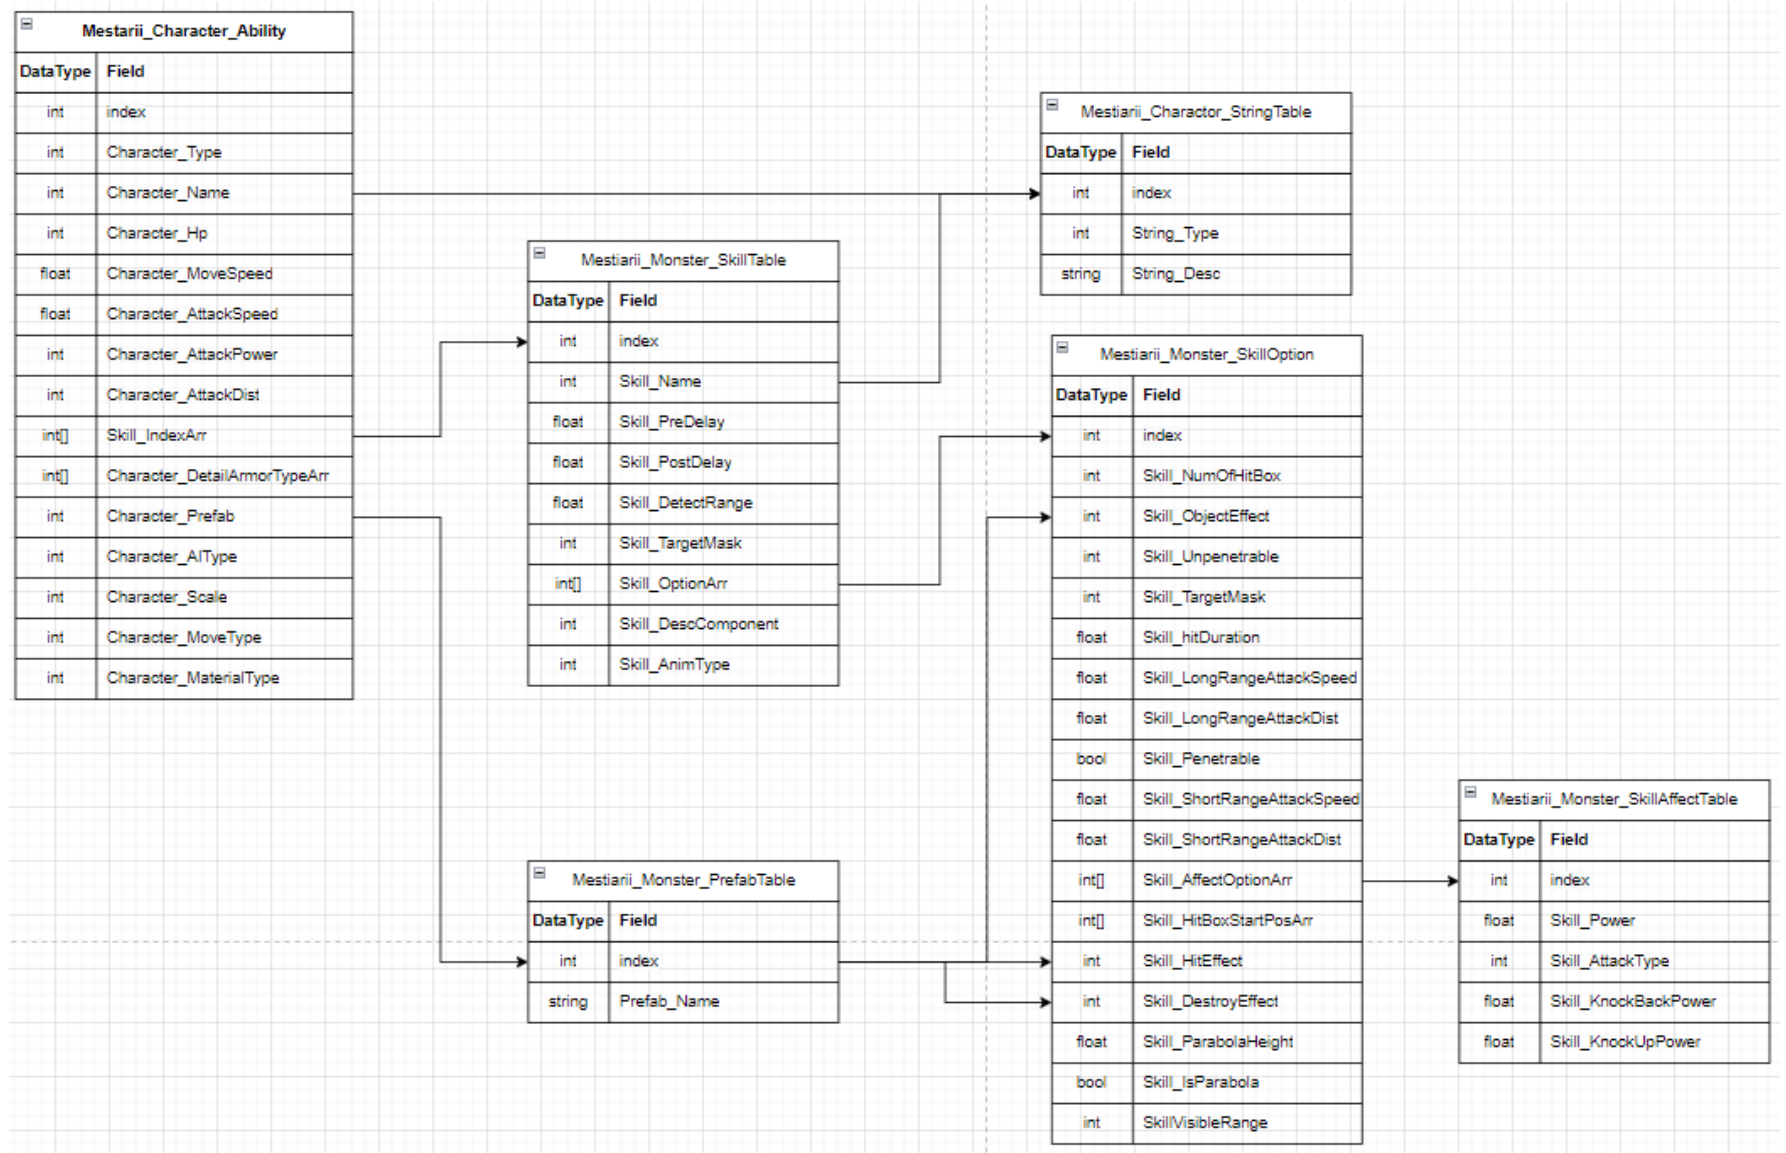 Mestarii_Character_Ability
DataType Field
int index
int Character_Type
int Character_Name
int Character_Hp
float Character_MoveSpeed
float Character_AttackSpeed
int Character_AttackPower
int Character_AttackDist
int[] Skill_IndexArr
int[] Character_DetailArmorTypeArr
int Character_Prefab
int Character_AIType
int Character_Scale
int Character_MoveType
int Character_MaterialType
Mestiarii_Monster_SkillTable
DataType Field
int index
int Skill_Name
float Skill_PreDelay
float Skill_PostDelay
float Skill_DetectRange
int Skill_TargetMask
int[] Skill_OptionArr
int Skill_DescComponent
int Skill_AnimType
Mestiarii_Monster_PrefabTable
DataType Field
int index
string Prefab_Name
Mestiarii_Charactor_StringTable
DataType Field
int index
int String_Type
string String_Desc
Mestiarii_Monster_SkillOption
DataType Field
int index
int Skill_NumOfHitBox
int Skill_ObjectEffect
int Skill_Unpenetrable
int Skill_TargetMask
float Skill_hitDuration
float Skill_LongRangeAttackSpeed
float Skill_LongRangeAttackDist
bool Skill_Penetrable
float Skill_ShortRangeAttackSpeed
float Skill_ShortRangeAttackDist
int[] Skill_AffectOptionArr
int[] Skill_HitBoxStartPosArr
int Skill_HitEffect
int Skill_DestroyEffect
float Skill_ParabolaHeight
bool Skill_IsParabola
int SkillVisibleRange
Mestiarii_Monster_SkillAffectTable
DataType Field
int index
float Skill_Power
int Skill_AttackType
float Skill_KnockBackPower
float Skill_KnockUpPower